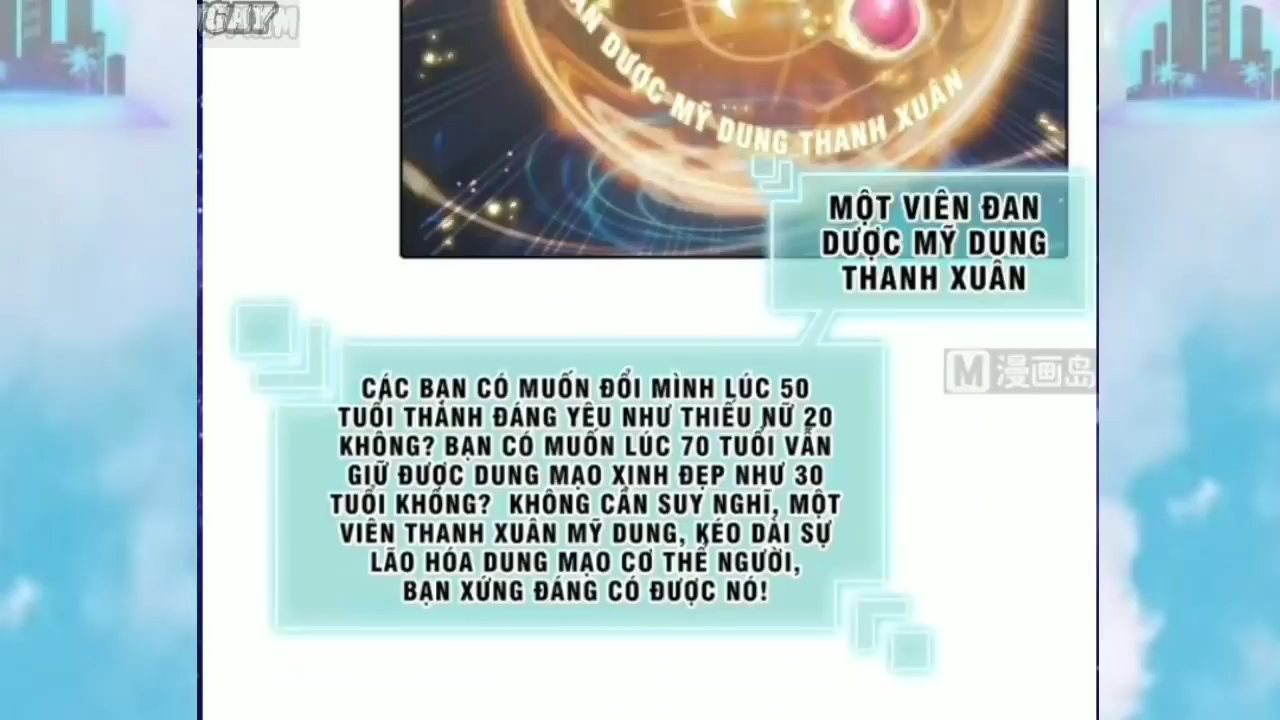 GAY
ĐAN DƯỢC MỸ DUNG THANH XUÂN
MỘT VIÊN ĐAN
DƯỢC MỸ DUNG
THANH XUÂN
M 漫画岛
CÁC BẠN CÓ MUỐN ĐỔI MÌNH LÚC 50
TUỔI THÀNH ĐÁNG YÊU NHƯ THIẾU NỮ 20
KHÔNG? BẠN CÓ MUỐN LÚC 70 TUỔI VẪN
GIỮ ĐƯỢC DUNG MẠO XINH ĐẸP NHƯ 30
TUỔI KHÔNG? KHÔNG CẦN SUY NGHĨ, MỘT
VIÊN THANH XUÂN MỸ DUNG, KÉO DÀI SỰ
LÃO HÓA DUNG MẠO CƠ THỂ NGƯỜI,
BẠN XỨNG ĐÁNG CÓ ĐƯỢC NÓ!